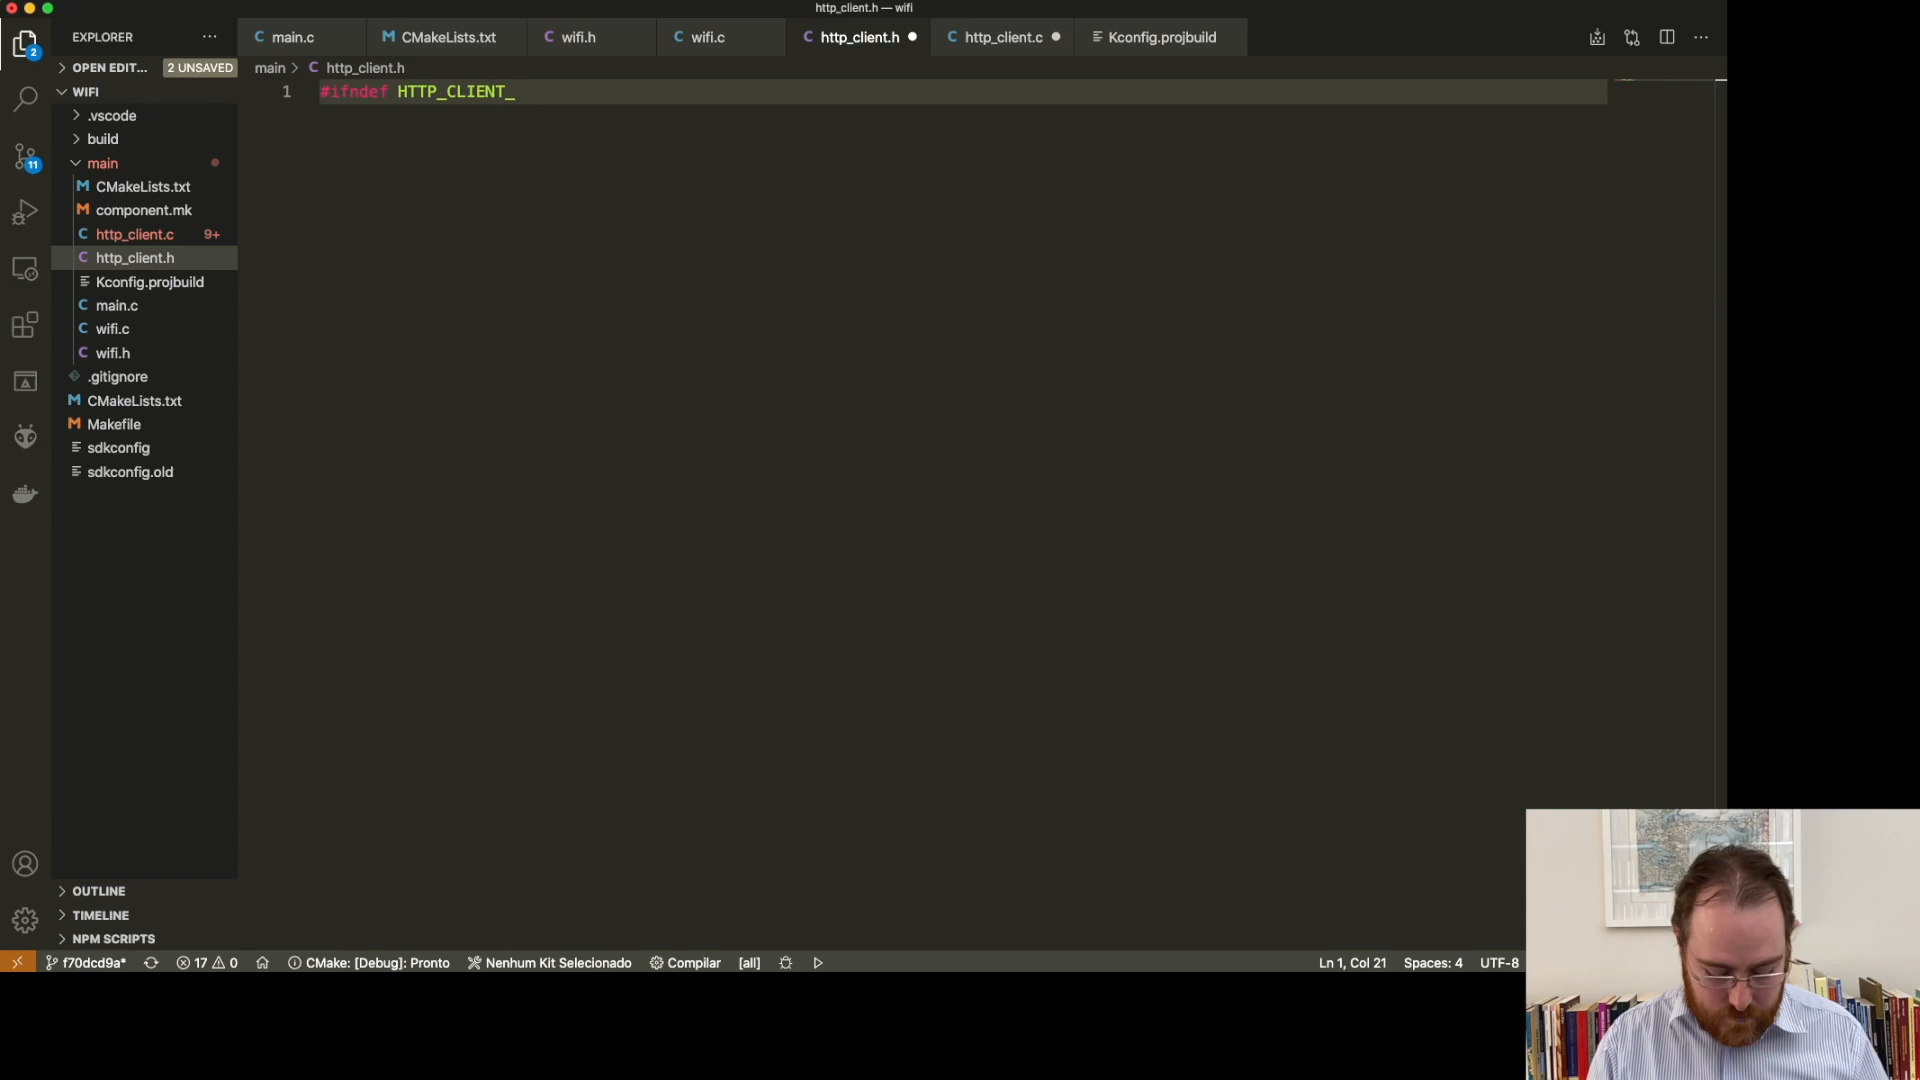 http_client.h — wifi
EXPLORER
main.c
CMakeLists.txt
wifi.h
wifi.c
http_client.h
http_client.c
Kconfig.projbuild
OPEN EDIT...
2 UNSAVED
main
http_client.h
2
WIFI
1
#ifndef HTTP_CLIENT_
.vscode
build
11
main
CMakeLists.txt
component.mk
http_client.c 9+
http_client.h
Kconfig.projbuild
main.c
wifi.c
wifi.h
.gitignore
CMakeLists.txt
Makefile
sdkconfig
sdkconfig.old
OUTLINE
TIMELINE
NPM SCRIPTS
f70dcd9a* 17 0 CMake: [Debug]: Pronto Nenhum Kit Selecionado Compilar [all] Ln 1, Col 21 Spaces: 4 UTF-8